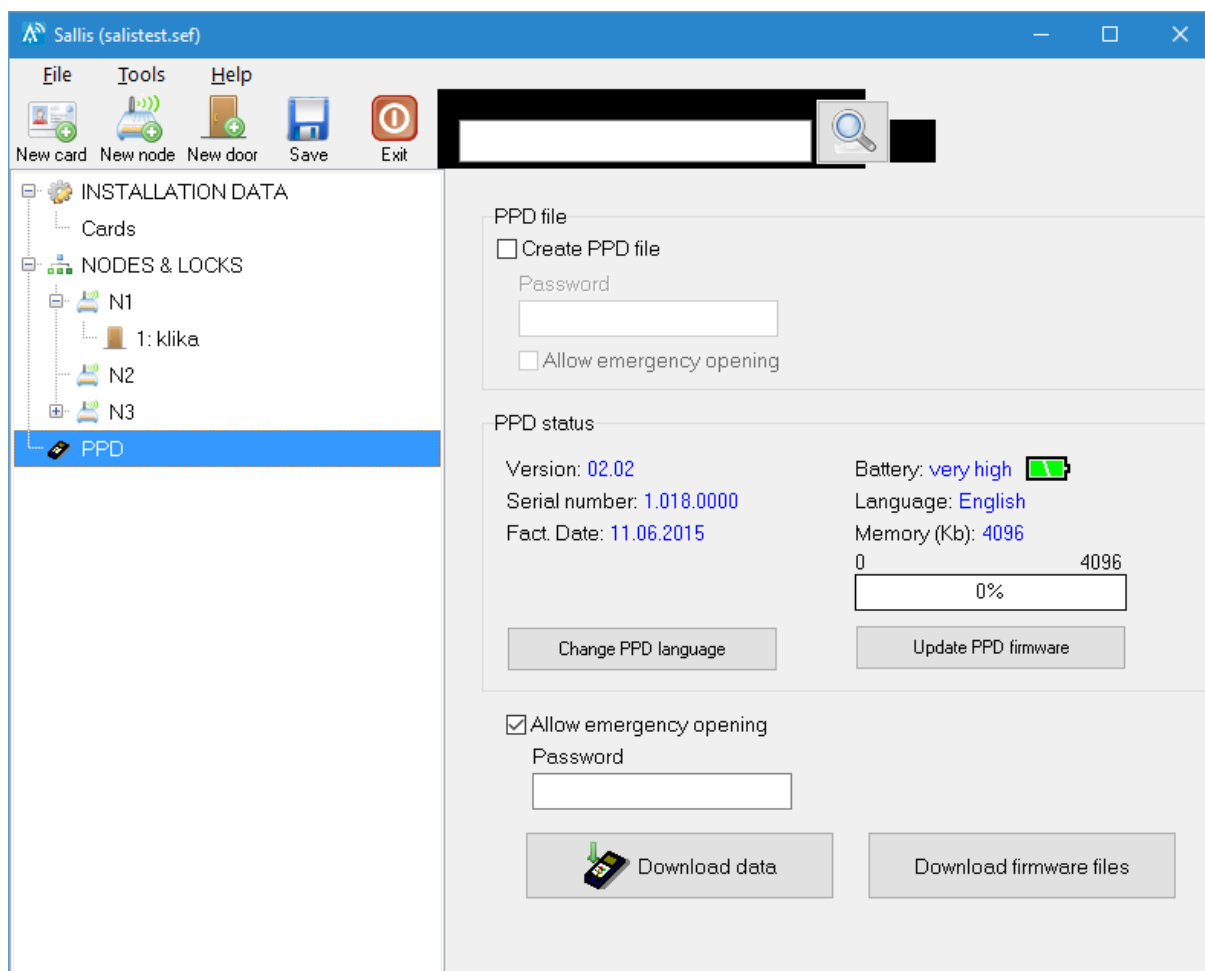 Sallis (salistest.sef)
File Tools Help
New card New node New door Save Exit
INSTALLATION DATA
Cards
NODES & LOCKS
N1
1: klika
N2
N3
PPD
PPD file
Create PPD file
Password
Allow emergency opening
PPD status
Version: 02.02
Battery: very high
Serial number: 1.018.0000
Language: English
Fact. Date: 11.06.2015
Memory (Kb): 4096
0 4096
0%
Change PPD language
Update PPD firmware
Allow emergency opening
Password
Download data
Download firmware files